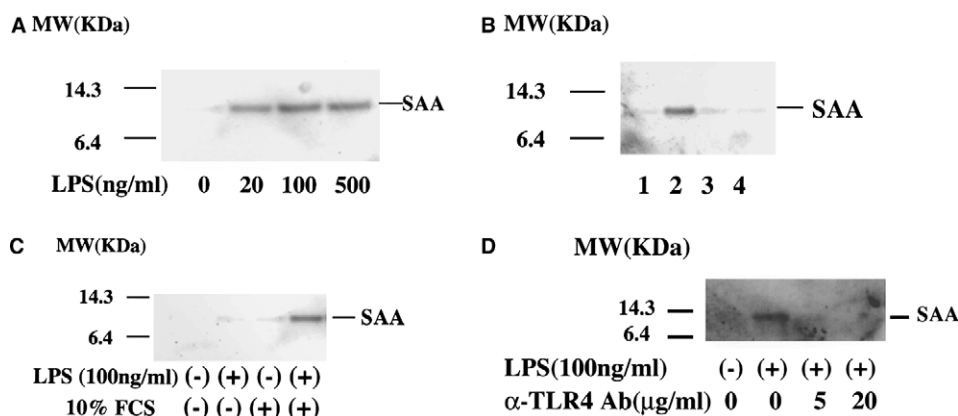 A MW(KDa)
14.3
SAA
6.4
LPS(ng/ml) 0 20 100 500
B MW(KDa)
14.3
SAA
6.4
1 2 3 4
C MW(KDa)
14.3
SAA
6.4
LPS (100ng/ml) (-) (+) (-) (+)
10% FCS (-) (-) (+) (+)
D MW(KDa)
14.3
SAA
6.4
LPS(100ng/ml) (-) (+) (+) (+)
α-TLR4 Ab(μg/ml) 0 0 5 20